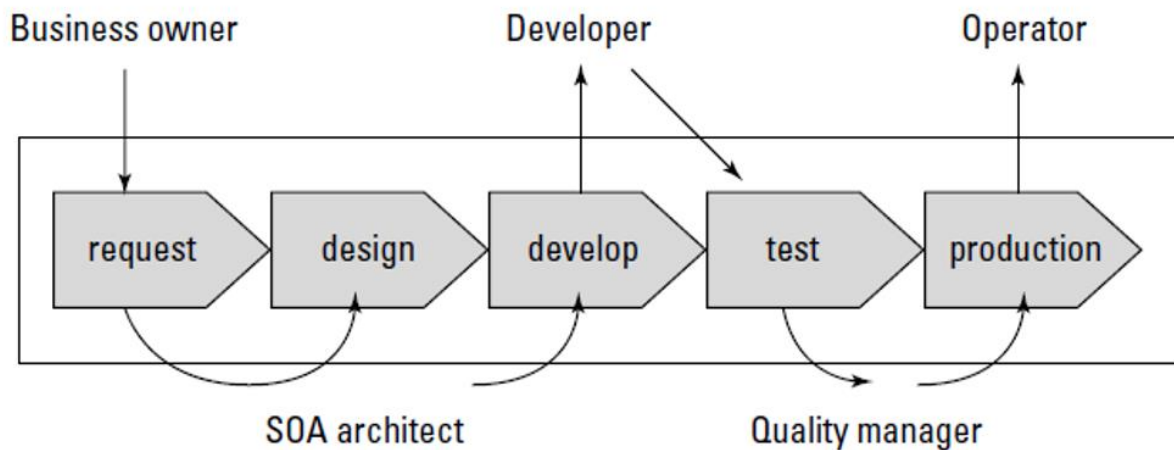 Business owner Developer Operator
request design develop test production
SOA architect Quality manager